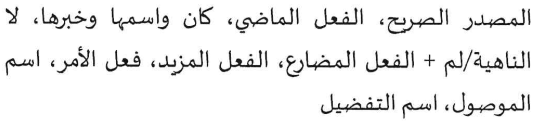 المصدر الصريح، الفعل الماضي، كان واسمها وخبرها، لا
الناهية/لم + الفعل المضارع، الفعل المزيد، فعل الأمر، اسم
الموصول، اسم التفضيل